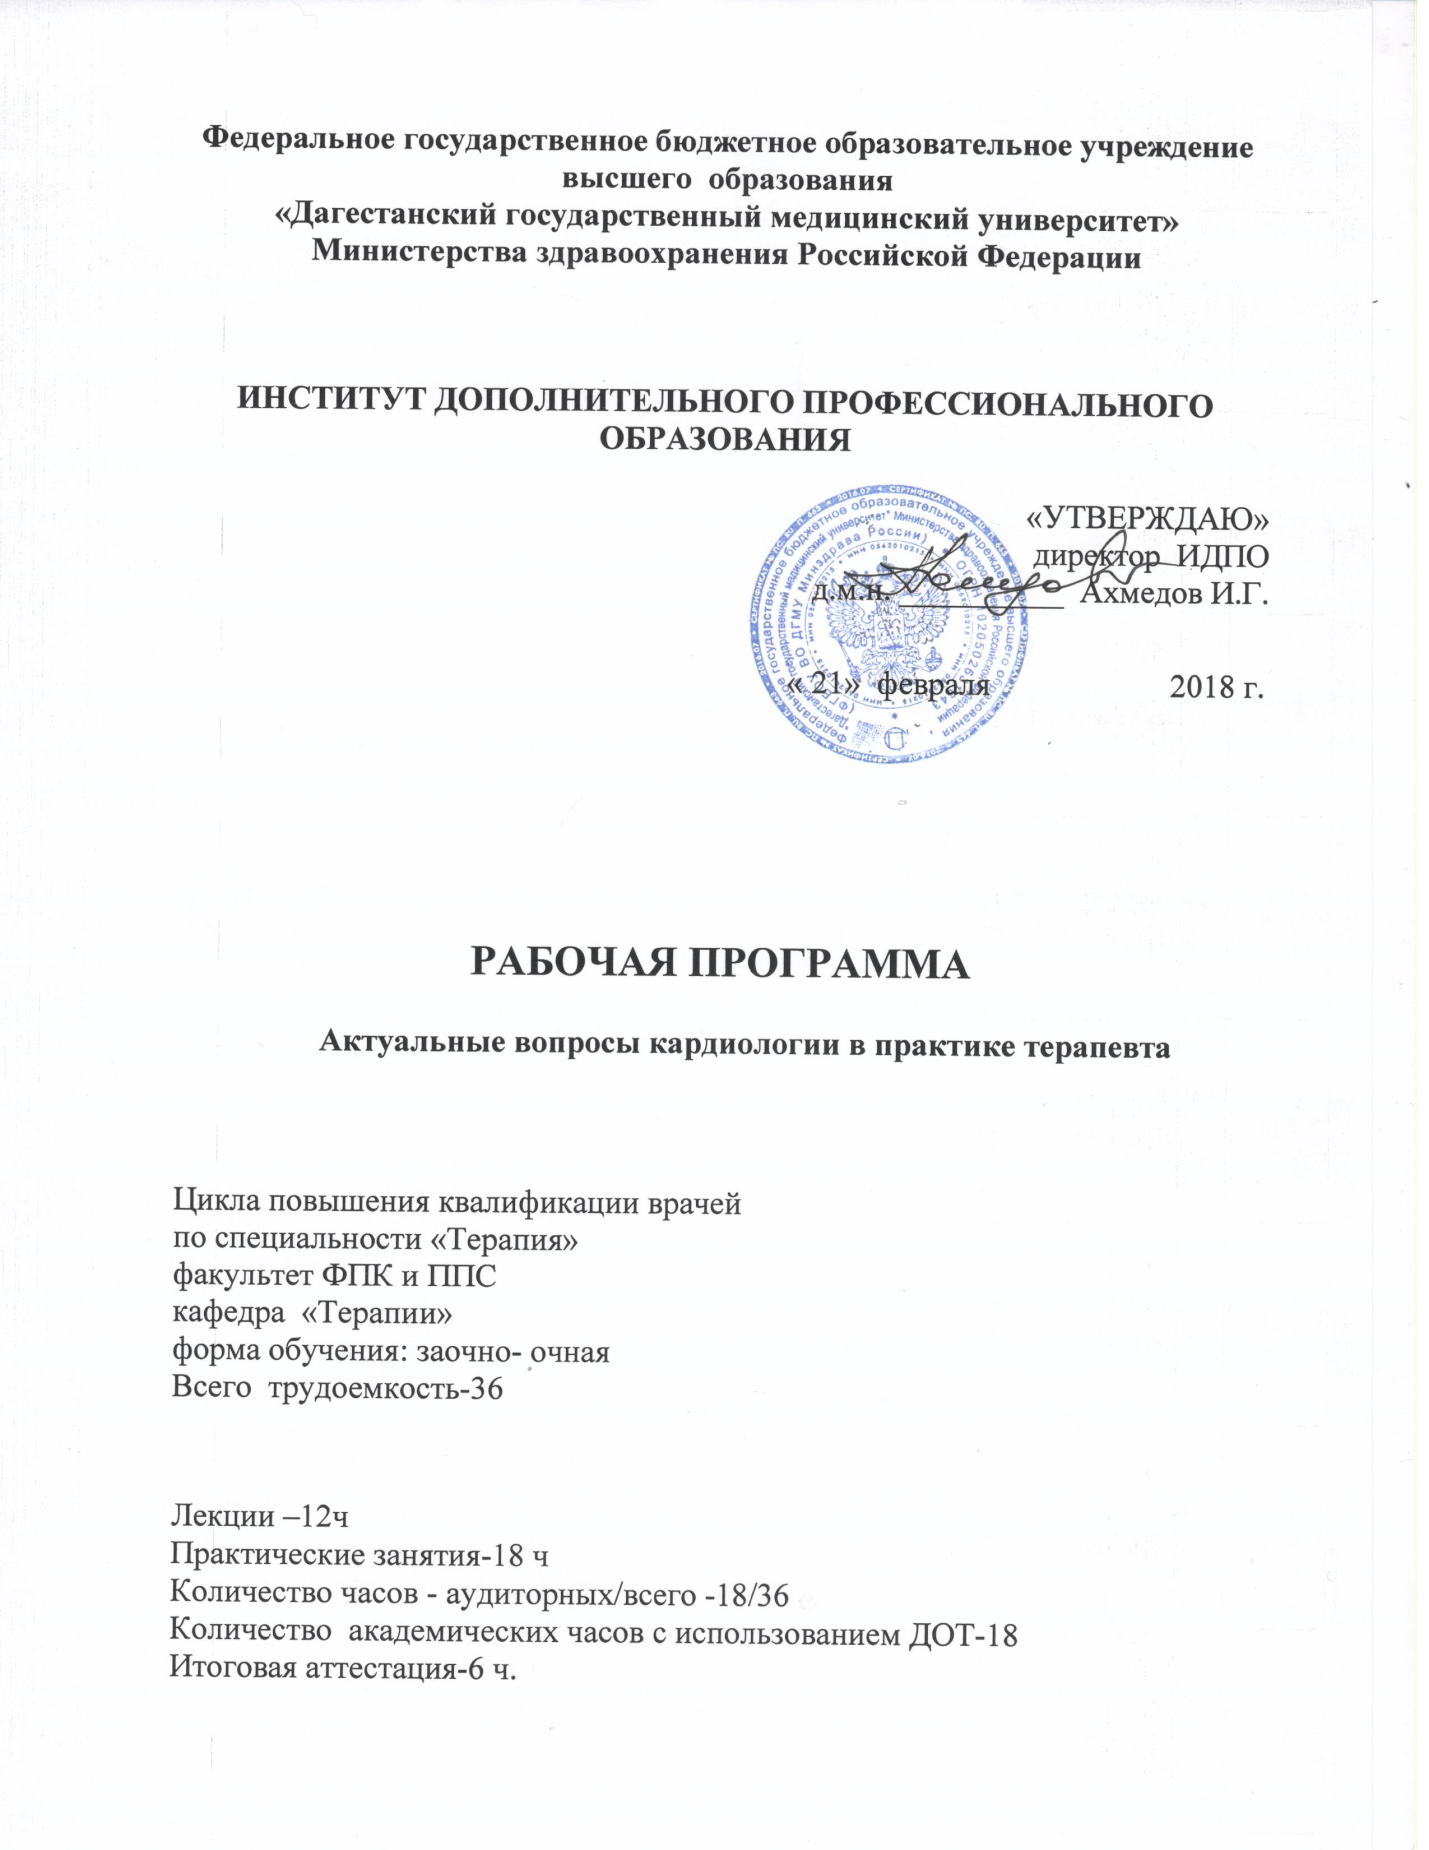 Федеральное государственное бюджетное образовательное учреждение
высшего образования
«Дагестанский государственный медицинский университет»
Министерства здравоохранения Российской Федерации
ИНСТИТУТ ДОПОЛНИТЕЛЬНОГО ПРОФЕССИОНАЛЬНОГО
ОБРАЗОВАНИЯ
«УТВЕРЖДАЮ»
директор ИДПО
д.м.н. ___________ Ахмедов И.Г.
« 21» февраля 2018 г.
РАБОЧАЯ ПРОГРАММА
Актуальные вопросы кардиологии в практике терапевта
Цикла повышения квалификации врачей
по специальности «Терапия»
факультет ФПК и ППС
кафедра «Терапии»
форма обучения: заочно- очная
Всего трудоемкость-36
Лекции –12ч
Практические занятия-18 ч
Количество часов - аудиторных/всего -18/36
Количество академических часов с использованием ДОТ-18
Итоговая аттестация-6 ч.